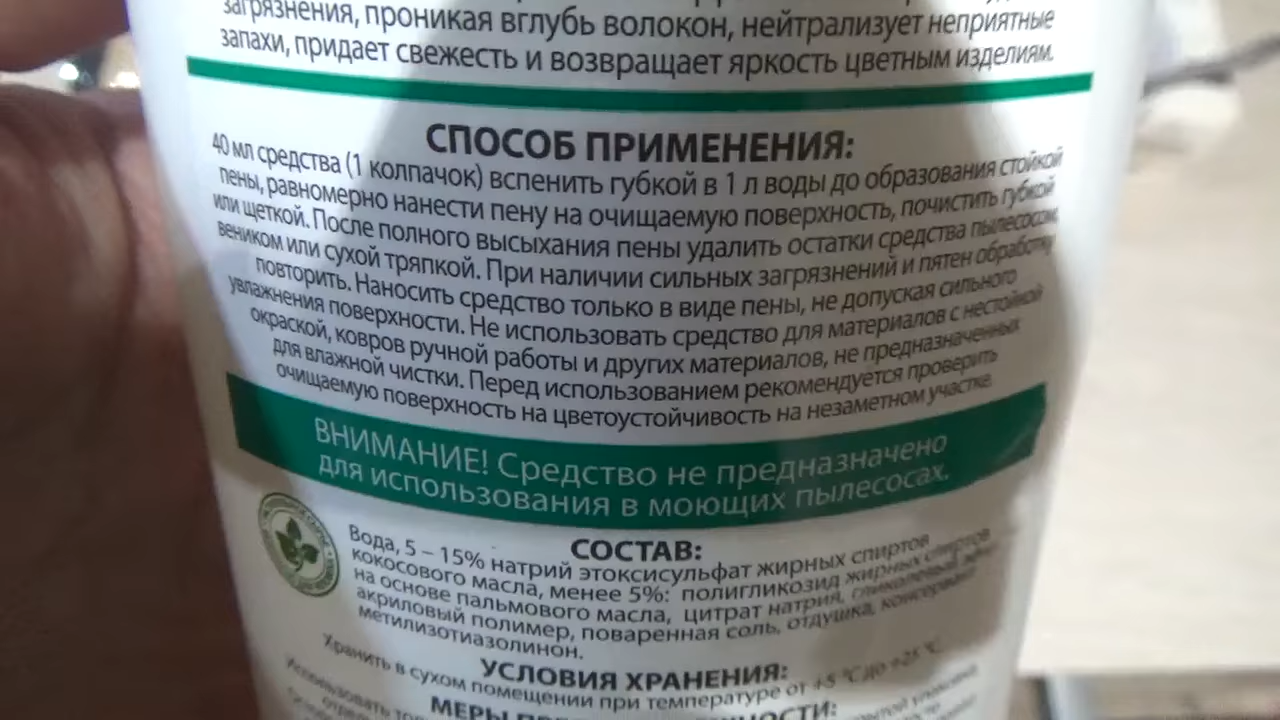 загрязнения, проникая вглубь волокон, нейтрализует неприятные
запахи, придает свежесть и возвращает яркость цветным изделиям.
СПОСОБ ПРИМЕНЕНИЯ:
40 мл средства (1 колпачок) вспенить губкой в 1 л воды до образования стойкой
пены, равномерно нанести пену на очищаемую поверхность, почистить губкой
или щеткой. После полного высыхания пены удалить остатки средства пылесосом,
веником или сухой тряпкой. При наличии сильных загрязнений и пятен обработку
повторить. Наносить средство только в виде пены, не допуская сильного
увлажнения поверхности. Не использовать средство для материалов с нестойкой
окраской, ковров ручной работы и других материалов, не предназначенных
для влажной чистки. Перед использованием рекомендуется проверить
очищаемую поверхность на цветоустойчивость на незаметном участке.
ВНИМАНИЕ! Средство не предназначено
для использования в моющих пылесосах.
СОСТАВ:
Вода, 5 – 15% натрий этоксисульфат жирных спиртов
кокосового масла, менее 5%: полигликозид жирных спиртов
на основе пальмового масла, цитрат натрия, гликолевый
акриловый полимер, поваренная соль, отдушка, консервант
метилизотиазолинон.
УСЛОВИЯ ХРАНЕНИЯ:
Хранить в сухом помещении при температуре от +5 °C до +25 °C.
МЕРЫ
Использовать